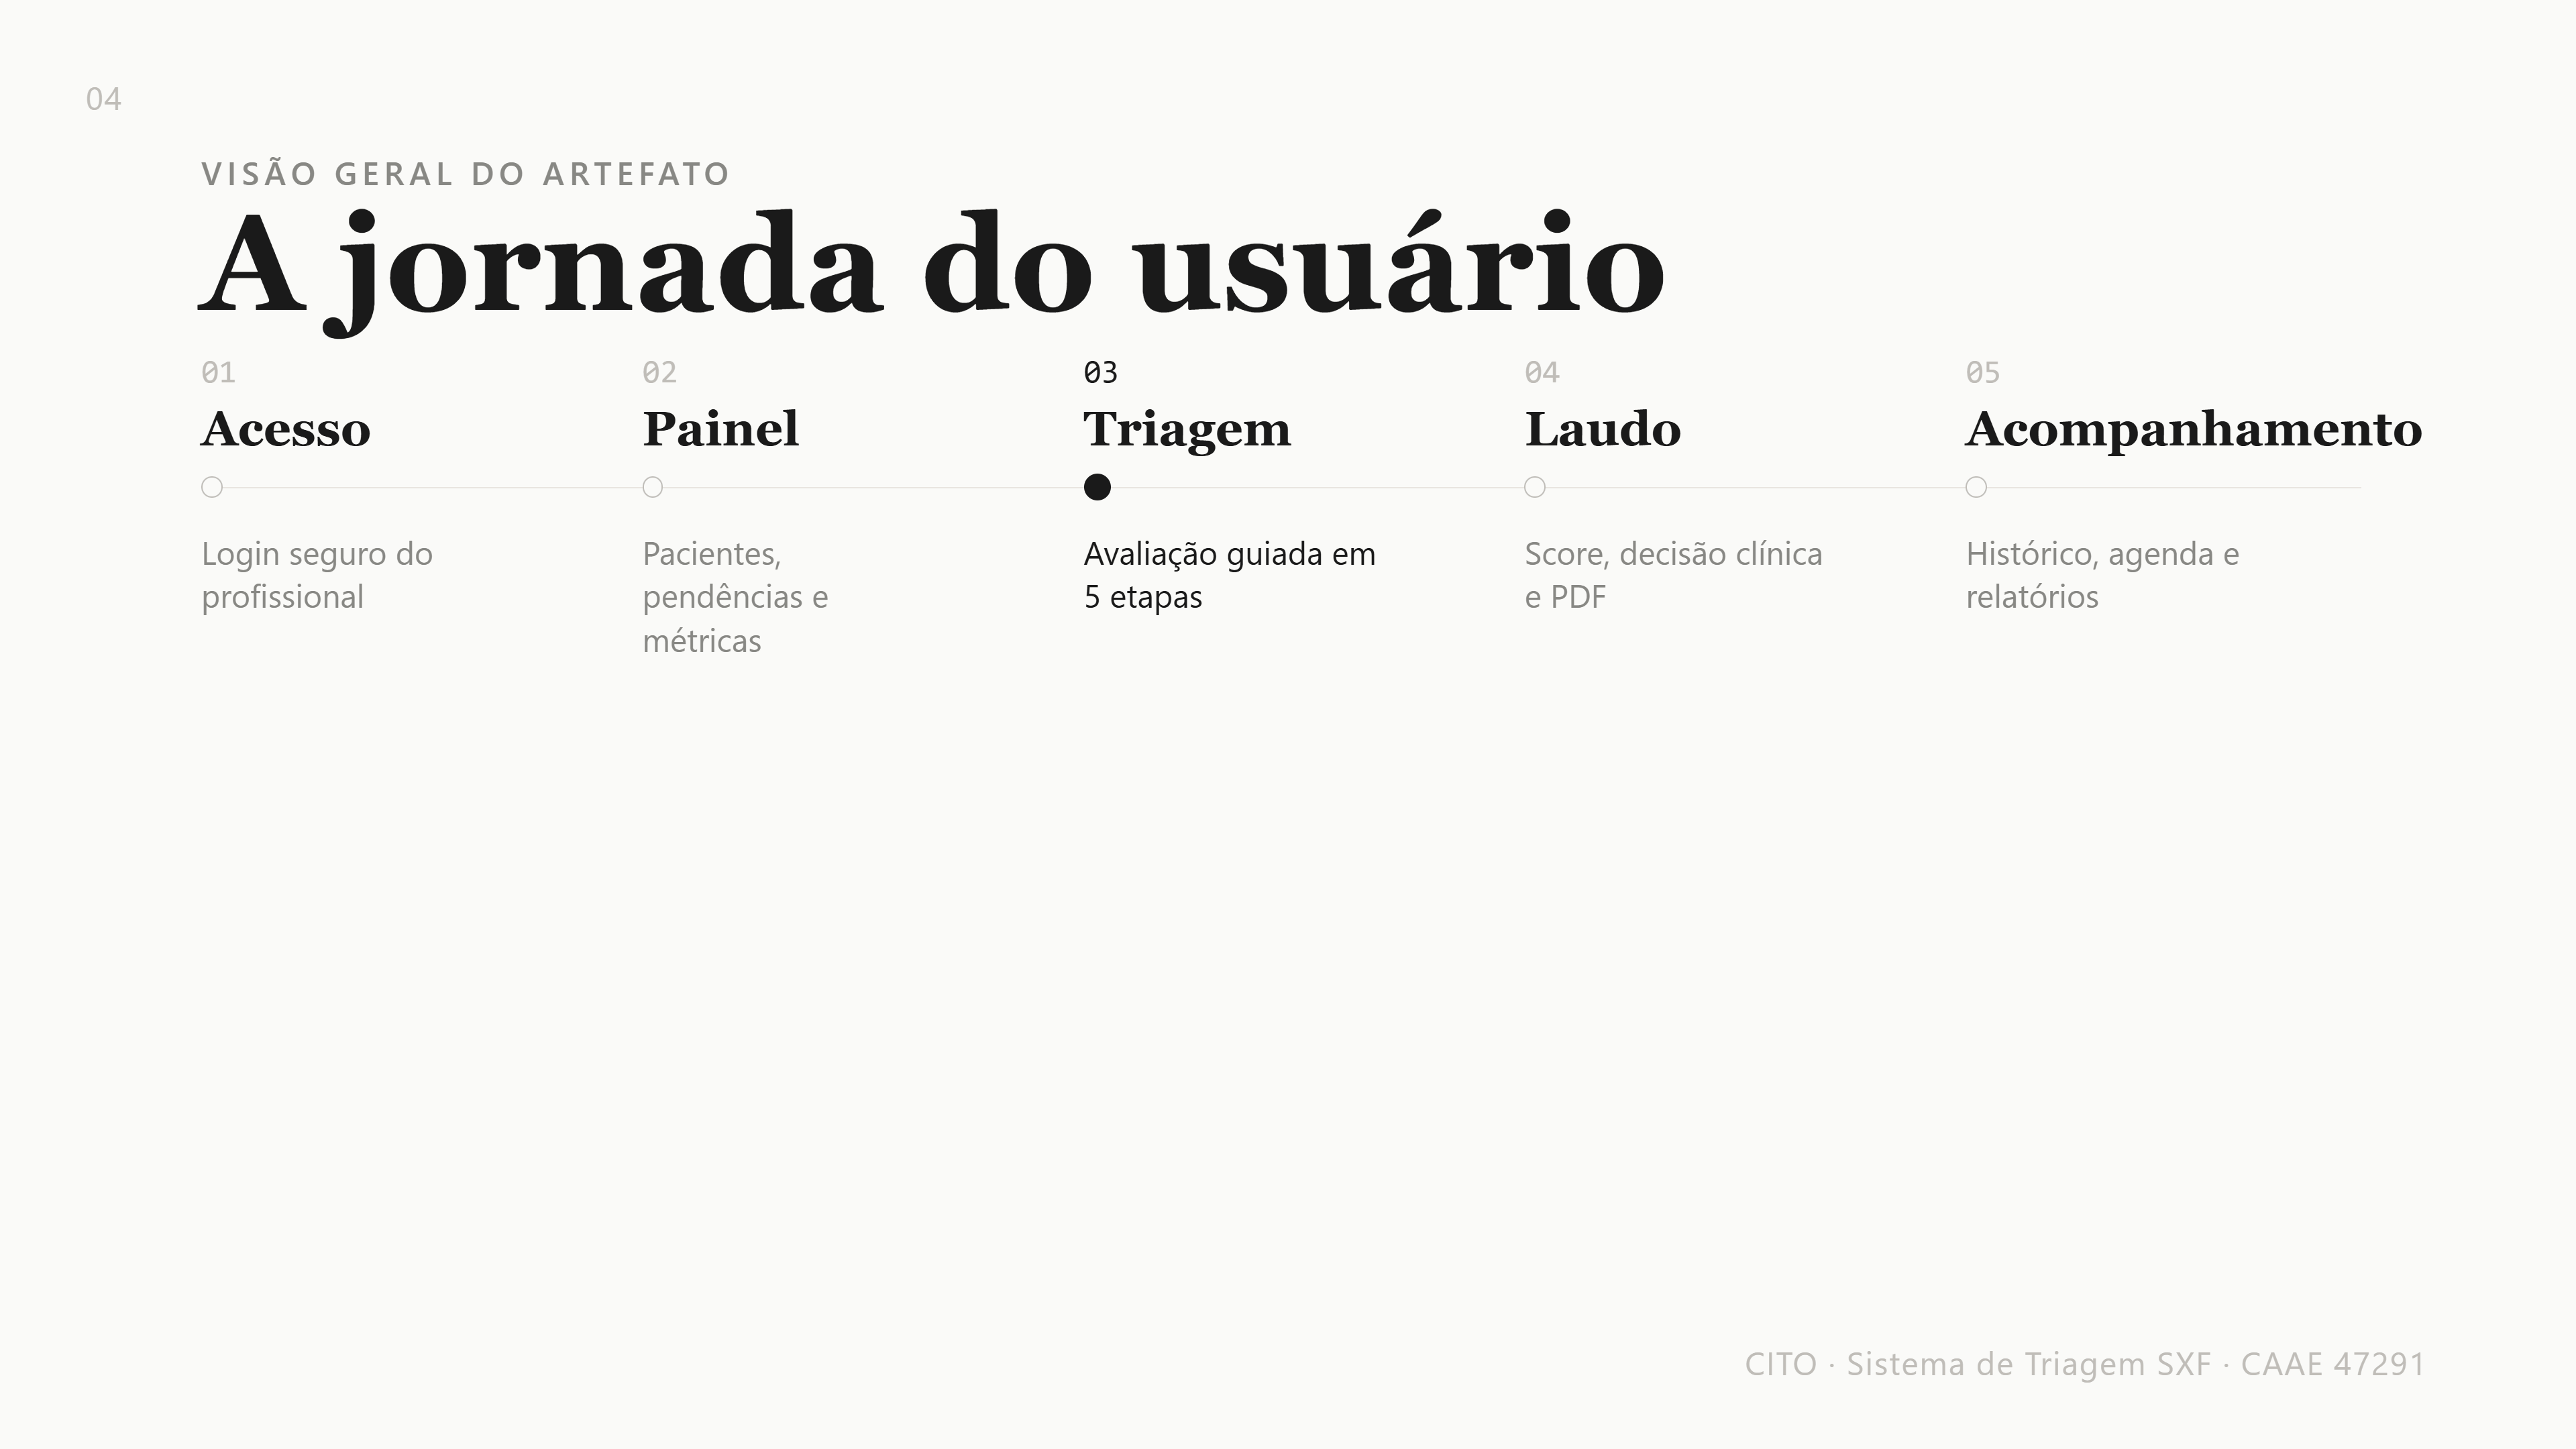 04
VISÃO GERAL DO ARTEFATO
A jornada do usuário
01
Acesso
Login seguro do
profissional
02
Painel
Pacientes,
pendências e
métricas
03
Triagem
Avaliação guiada em
5 etapas
04
Laudo
Score, decisão clínica
e PDF
05
Acompanhamento
Histórico, agenda e
relatórios
CITO · Sistema de Triagem SXF · CAAE 47291